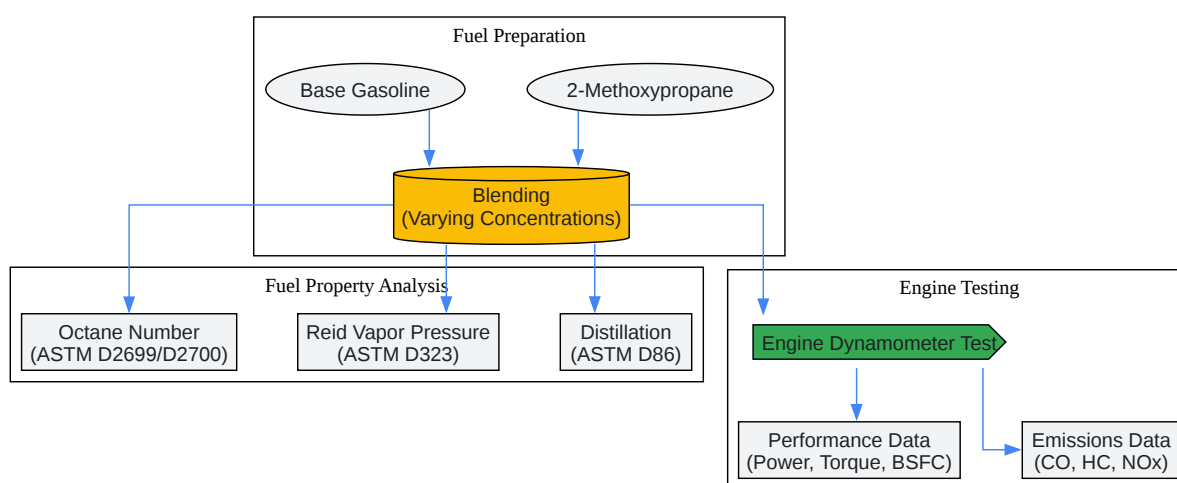 Fuel Preparation
Base Gasoline
2-Methoxypropane
Blending
(Varying Concentrations)
Fuel Property Analysis
Octane Number
(ASTM D2699/D2700)
Reid Vapor Pressure
(ASTM D323)
Distillation
(ASTM D86)
Engine Testing
Engine Dynamometer Test
Performance Data
(Power, Torque, BSFC)
Emissions Data
(CO, HC, NOx)